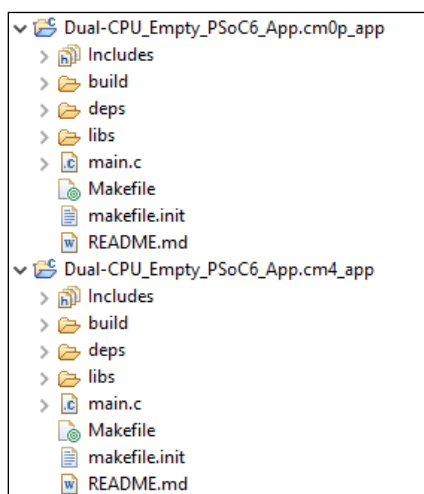 Dual-CPU_Empty_PSoC6_App.cm0p_app
Includes
build
deps
libs
main.c
Makefile
makefile.init
README.md
Dual-CPU_Empty_PSoC6_App.cm4_app
Includes
build
deps
libs
main.c
Makefile
makefile.init
README.md